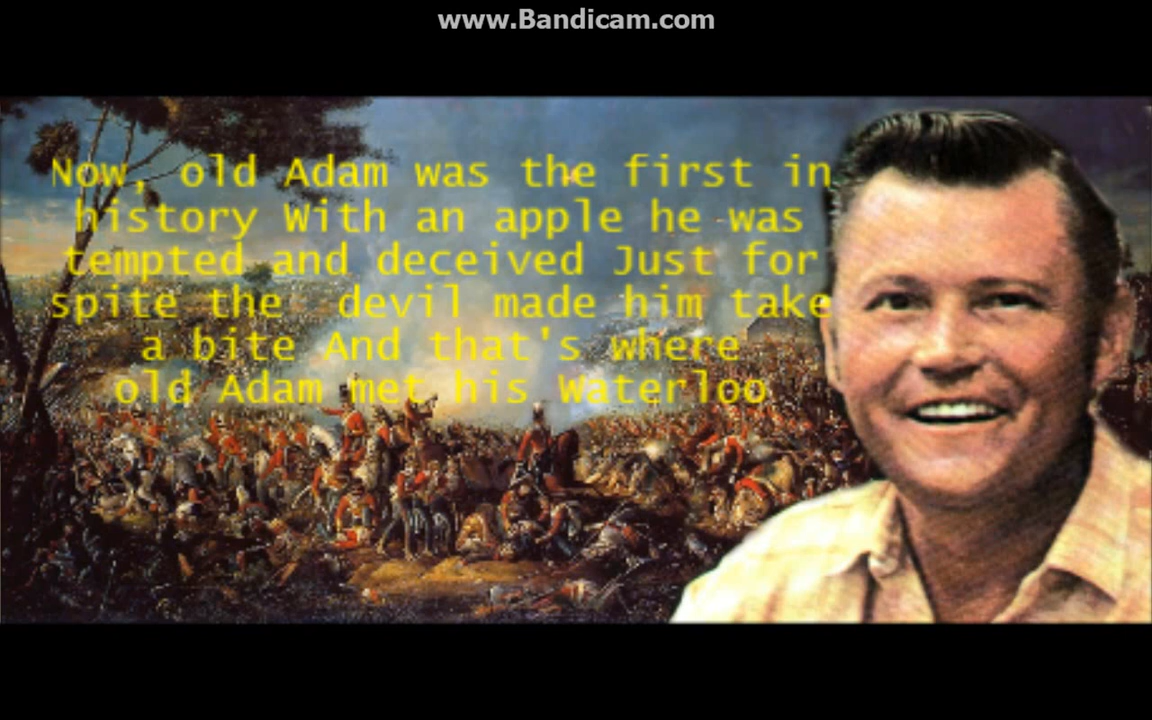 www.Bandicam.com
Now, old Adam was the first in
history With an apple he was
tempted and deceived Just for
spite the  devil made him take
a bite And that's where
old Adam met his Waterloo